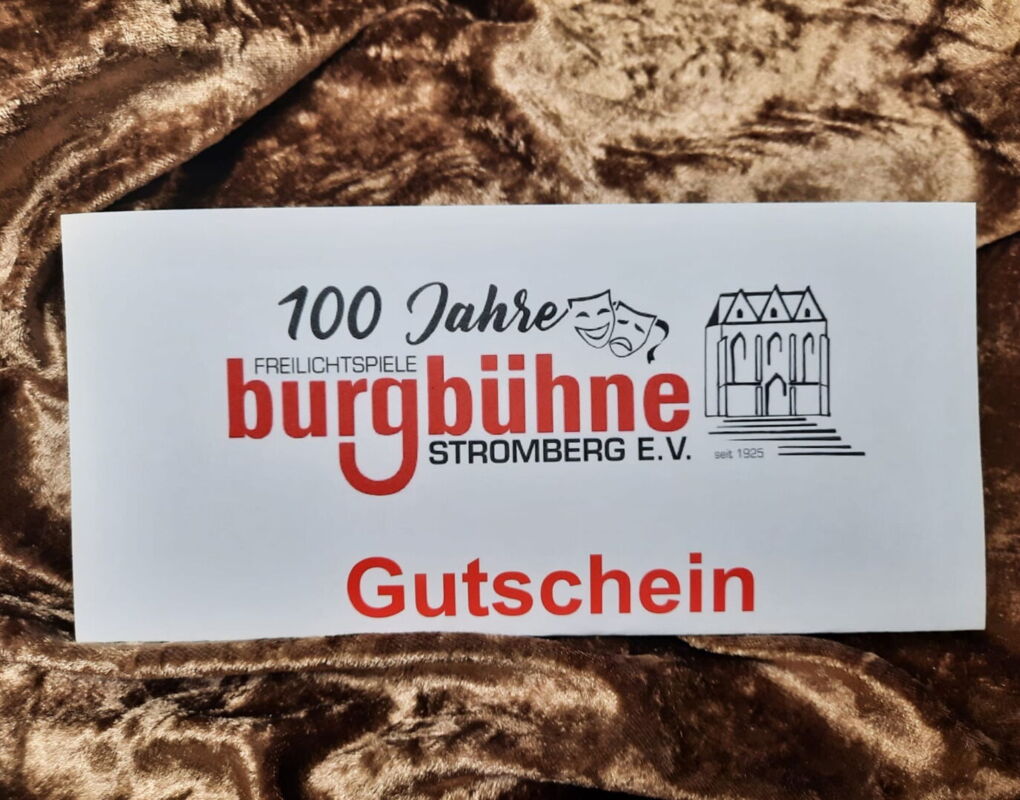 100 Jahre
FREILICHTSPIELE
burgbühne
STROMBERG E.V.
seit 1925
Gutschein